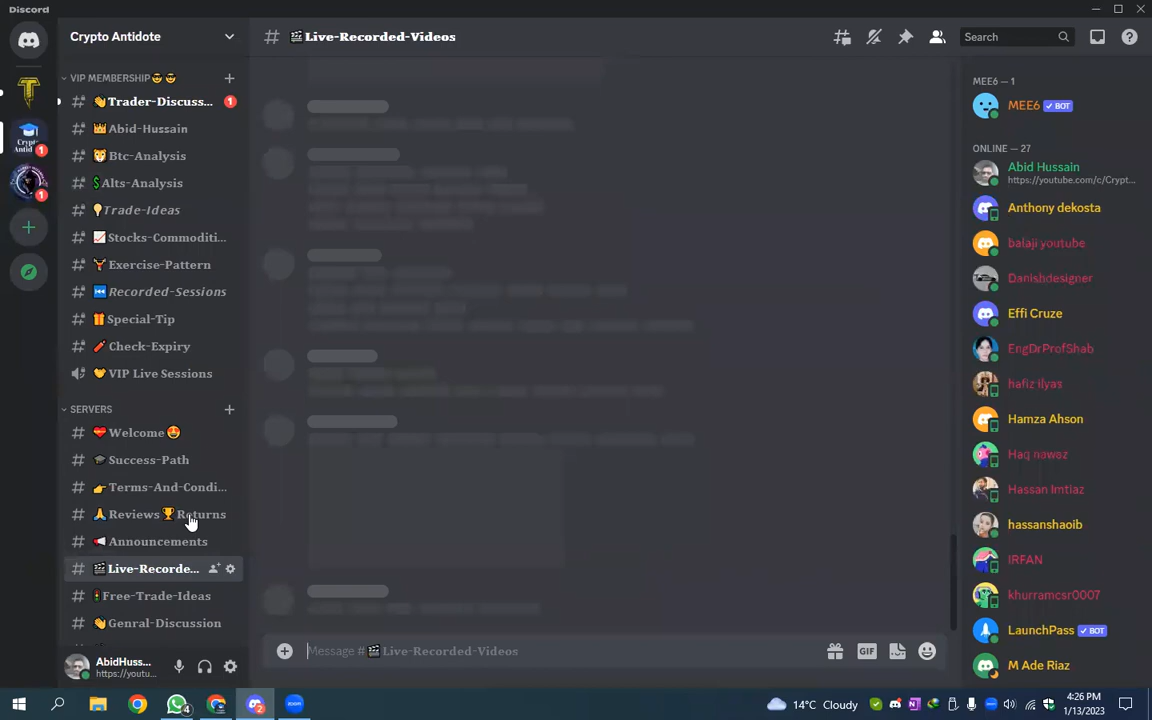 Discord
Crypto Antidote
VIP MEMBERSHIP😎😎
👋Trader-Discuss... 1
👑Abid-Hussain
🐯Btc-Analysis
💲Alts-Analysis
💡Trade-Ideas
📈Stocks-Commoditi...
🏋Exercise-Pattern
⏮Recorded-Sessions
🎁Special-Tip
🧨Check-Expiry
🤝VIP Live Sessions
SERVERS
💝Welcome🤩
🎓Success-Path
👉Terms-And-Condi...
🙏Reviews🏆Returns
📢Announcements
🎬Live-Recorde...
🚦Free-Trade-Ideas
👋Genral-Discussion
AbidHuss...
https://youtu...
1
1
# 🎬Live-Recorded-Videos
Search
Message #🎬Live-Recorded-Videos
GIF
MEE6 — 1
MEE6 ✓ BOT
ONLINE — 27
Abid Hussain
https://youtube.com/c/Crypt...
Anthony dekosta
balaji youtube
Danishdesigner
Effi Cruze
EngDrProfShab
hafiz ilyas
Hamza Ahson
Haq nawaz
Hassan Imtiaz
hassanshaoib
IRFAN
khurramcsr0007
LaunchPass ✓ BOT
M Ade Riaz
4
2
14°C Cloudy
4:26 PM
1/13/2023